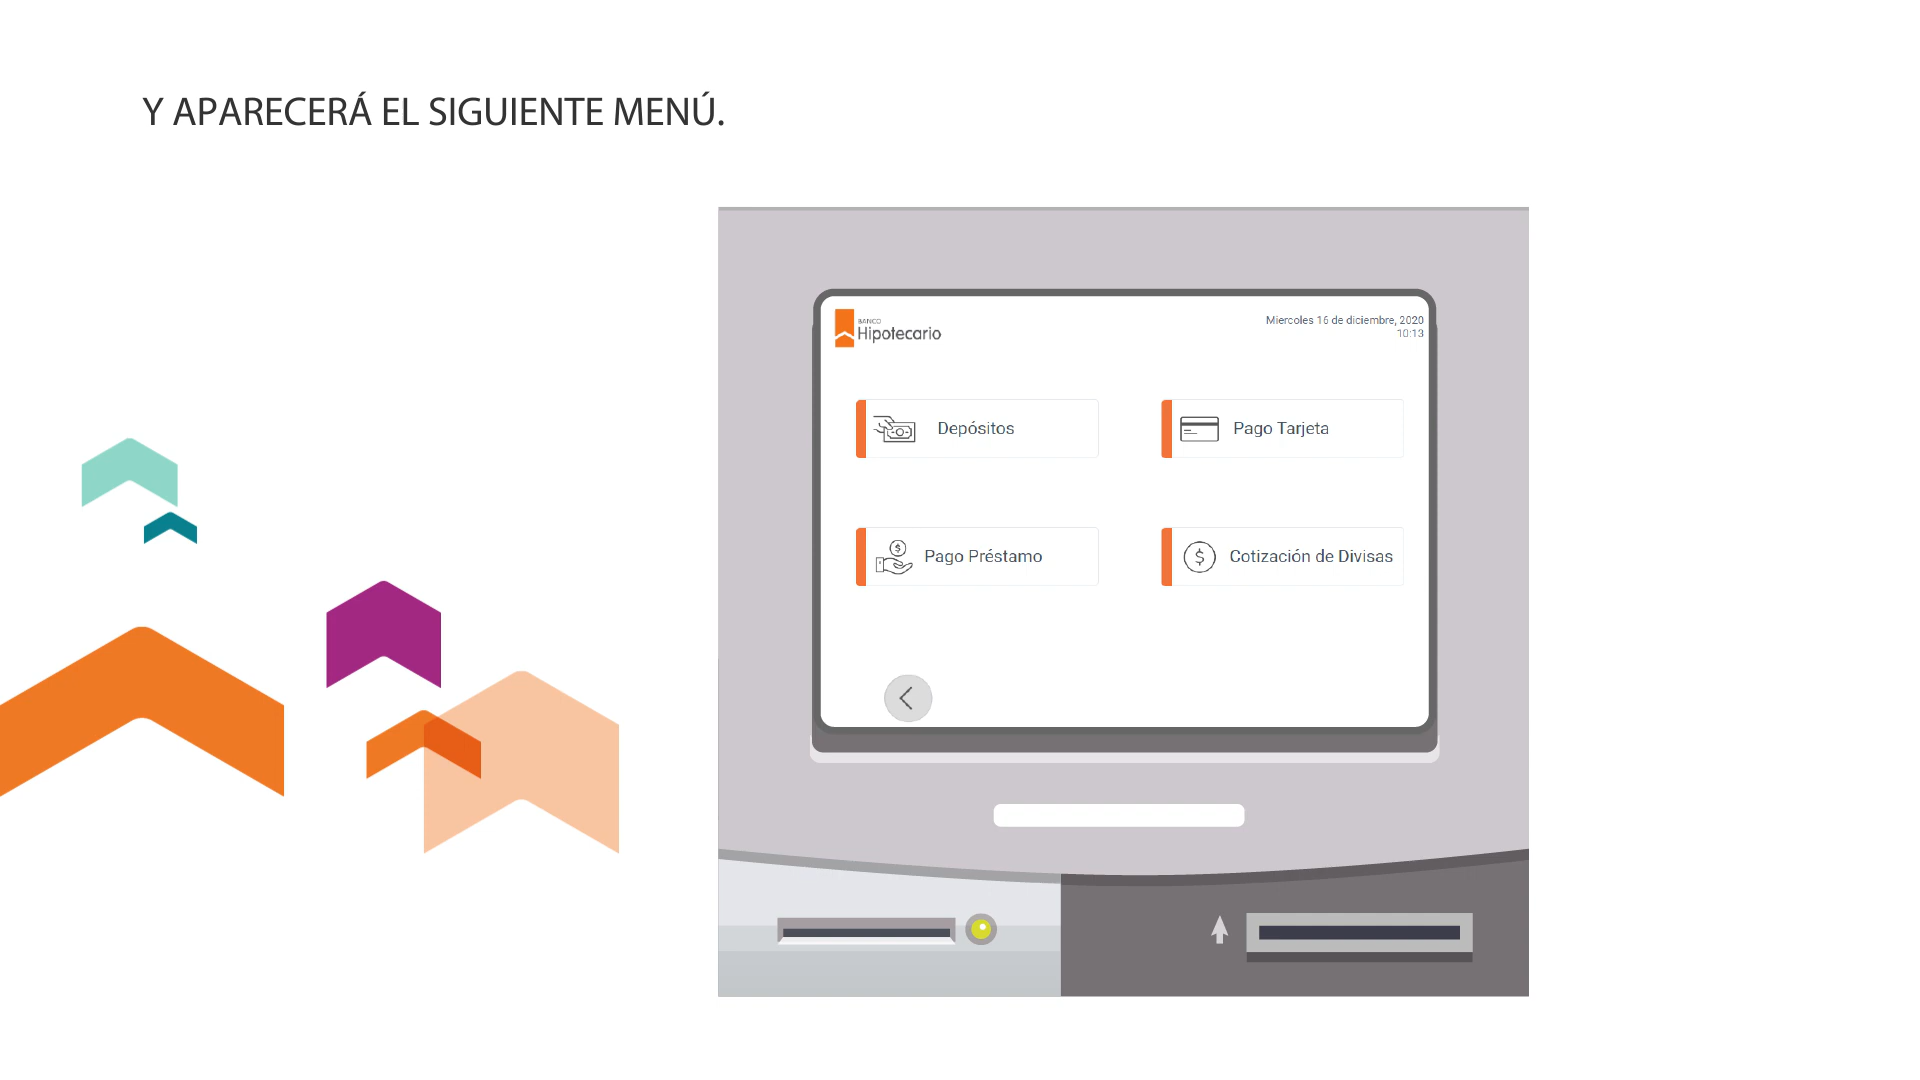 Y APARECERÁ EL SIGUIENTE MENÚ.
BANCO
Hipotecario
Miercoles 16 de diciembre, 2020
10:13
Depósitos
Pago Tarjeta
Pago Préstamo
Cotización de Divisas